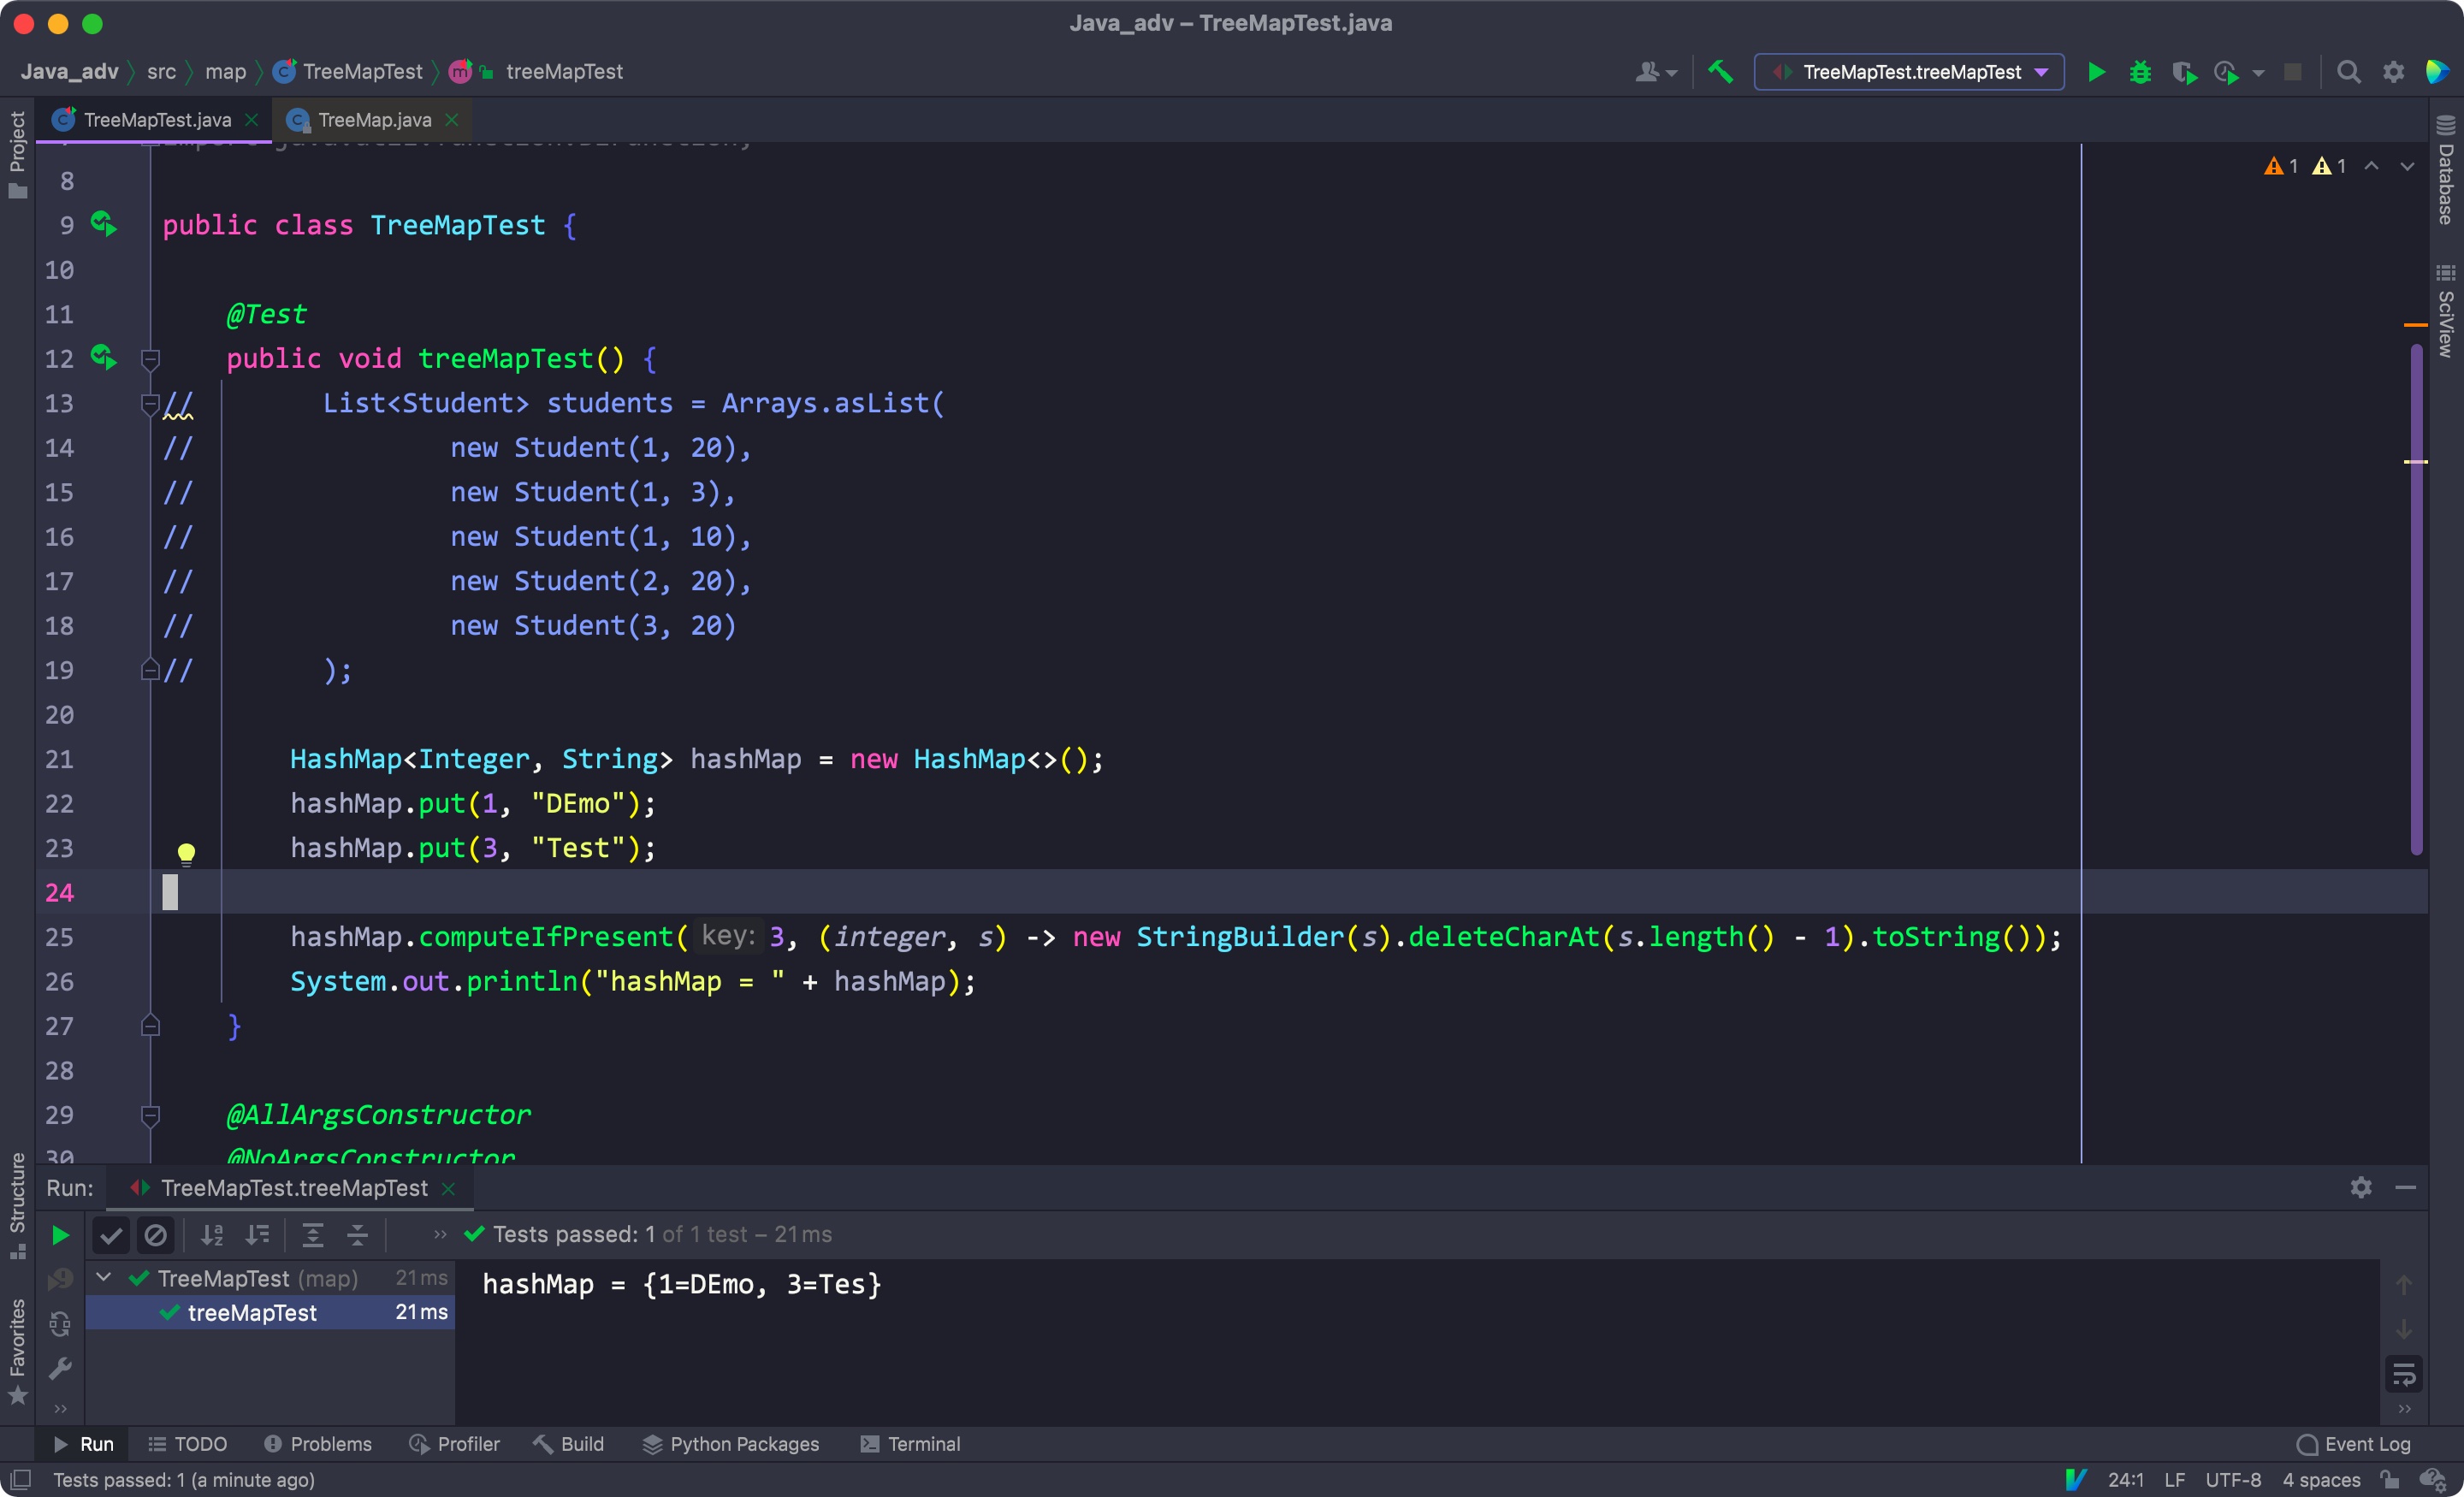 Java_adv – TreeMapTest.java
Java_adv src map TreeMapTest treeMapTest TreeMapTest.treeMapTest
Project TreeMapTest.java TreeMap.java
8 1 1
Database
9 public class TreeMapTest {
10
SciView
11 @Test
12 public void treeMapTest() {
13 // List<Student> students = Arrays.asList(
14 // new Student(1, 20),
15 // new Student(1, 3),
16 // new Student(1, 10),
17 // new Student(2, 20),
18 // new Student(3, 20)
19 // );
20
21 HashMap<Integer, String> hashMap = new HashMap<>();
22 hashMap.put(1, "DEmo");
23 hashMap.put(3, "Test");
24
25 hashMap.computeIfPresent( key: 3, (integer, s) -> new StringBuilder(s).deleteCharAt(s.length() - 1).toString());
26 System.out.println("hashMap = " + hashMap);
27 }
28
29 @AllArgsConstructor
30 @NoArgsConstructor
Structure
Run: TreeMapTest.treeMapTest
Tests passed: 1 of 1 test – 21 ms
TreeMapTest (map) 21 ms
hashMap = {1=DEmo, 3=Tes}
treeMapTest 21 ms
Favorites
Run TODO Problems Profiler Build Python Packages Terminal Event Log
Tests passed: 1 (a minute ago) 24:1 LF UTF-8 4 spaces